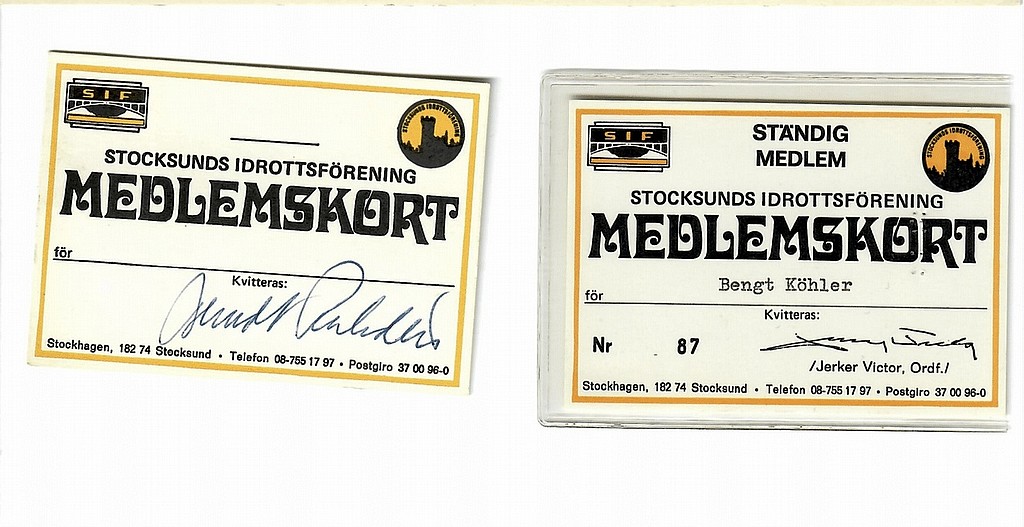 SIF
STOCKSUNDS IDROTTSFÖRENING
STOCKSUNDS IDROTTSFÖRENING
MEDLEMSKORT
för
Kvitteras:
Stockhagen, 182 74 Stocksund • Telefon 08-755 17 97 • Postgiro 37 00 96-0
SIF
STÄNDIG
MEDLEM
STOCKSUNDS IDROTTSFÖRENING
STOCKSUNDS IDROTTSFÖRENING
MEDLEMSKORT
Bengt Köhler
för
Kvitteras:
Nr 87
/Jerker Victor, Ordf./
Stockhagen, 182 74 Stocksund • Telefon 08-755 17 97 • Postgiro 37 00 96-0